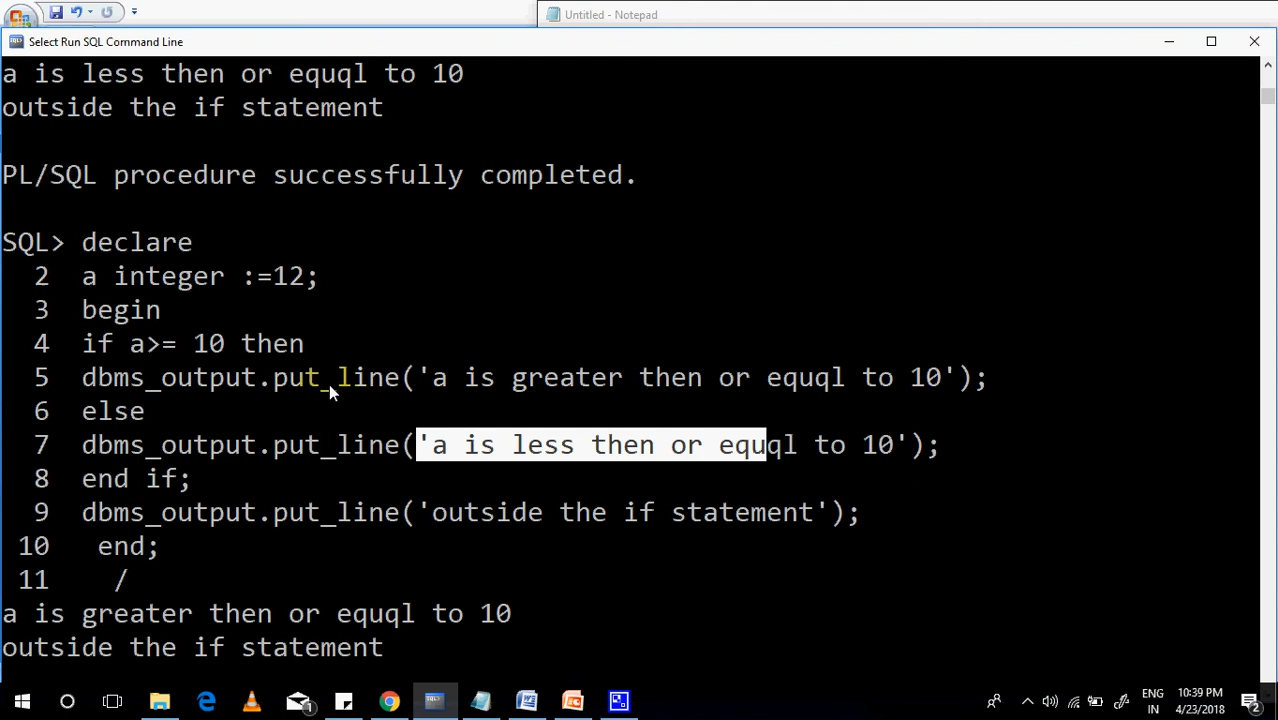 Untitled - Notepad
Select Run SQL Command Line
a is less then or equql to 10
outside the if statement
PL/SQL procedure successfully completed.
SQL> declare
2 a integer :=12;
3 begin
4 if a>= 10 then
5 dbms_output.put_line('a is greater then or equql to 10');
6 else
7 dbms_output.put_line('a is less then or equql to 10');
8 end if;
9 dbms_output.put_line('outside the if statement');
10 end;
11 /
a is greater then or equql to 10
outside the if statement
1
ENG
IN
10:39 PM
4/23/2018
2